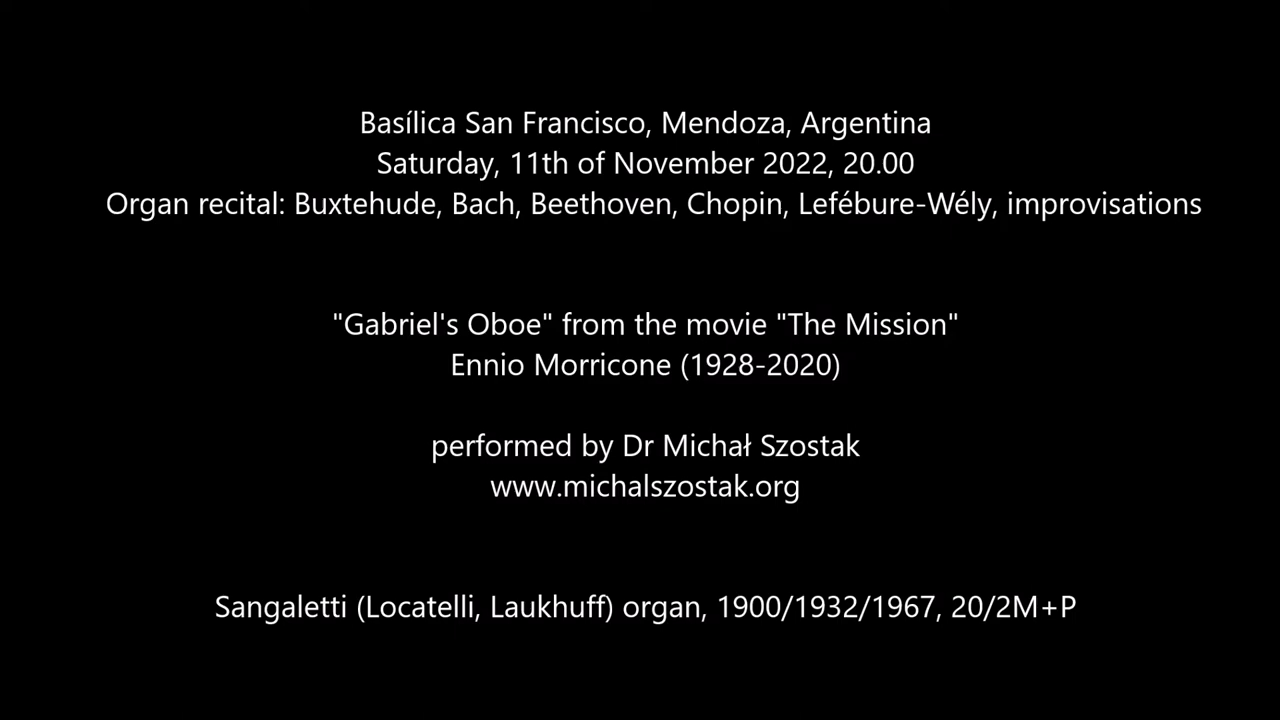 Basílica San Francisco, Mendoza, Argentina
Saturday, 11th of November 2022, 20.00
Organ recital: Buxtehude, Bach, Beethoven, Chopin, Lefébure-Wély, improvisations
"Gabriel's Oboe" from the movie "The Mission"
Ennio Morricone (1928-2020)
performed by Dr Michał Szostak
www.michalszostak.org
Sangaletti (Locatelli, Laukhuff) organ, 1900/1932/1967, 20/2M+P